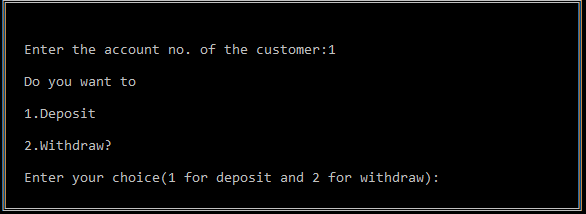 Enter the account no. of the customer:1
Do you want to
1.Deposit
2.Withdraw?
Enter your choice(1 for deposit and 2 for withdraw):